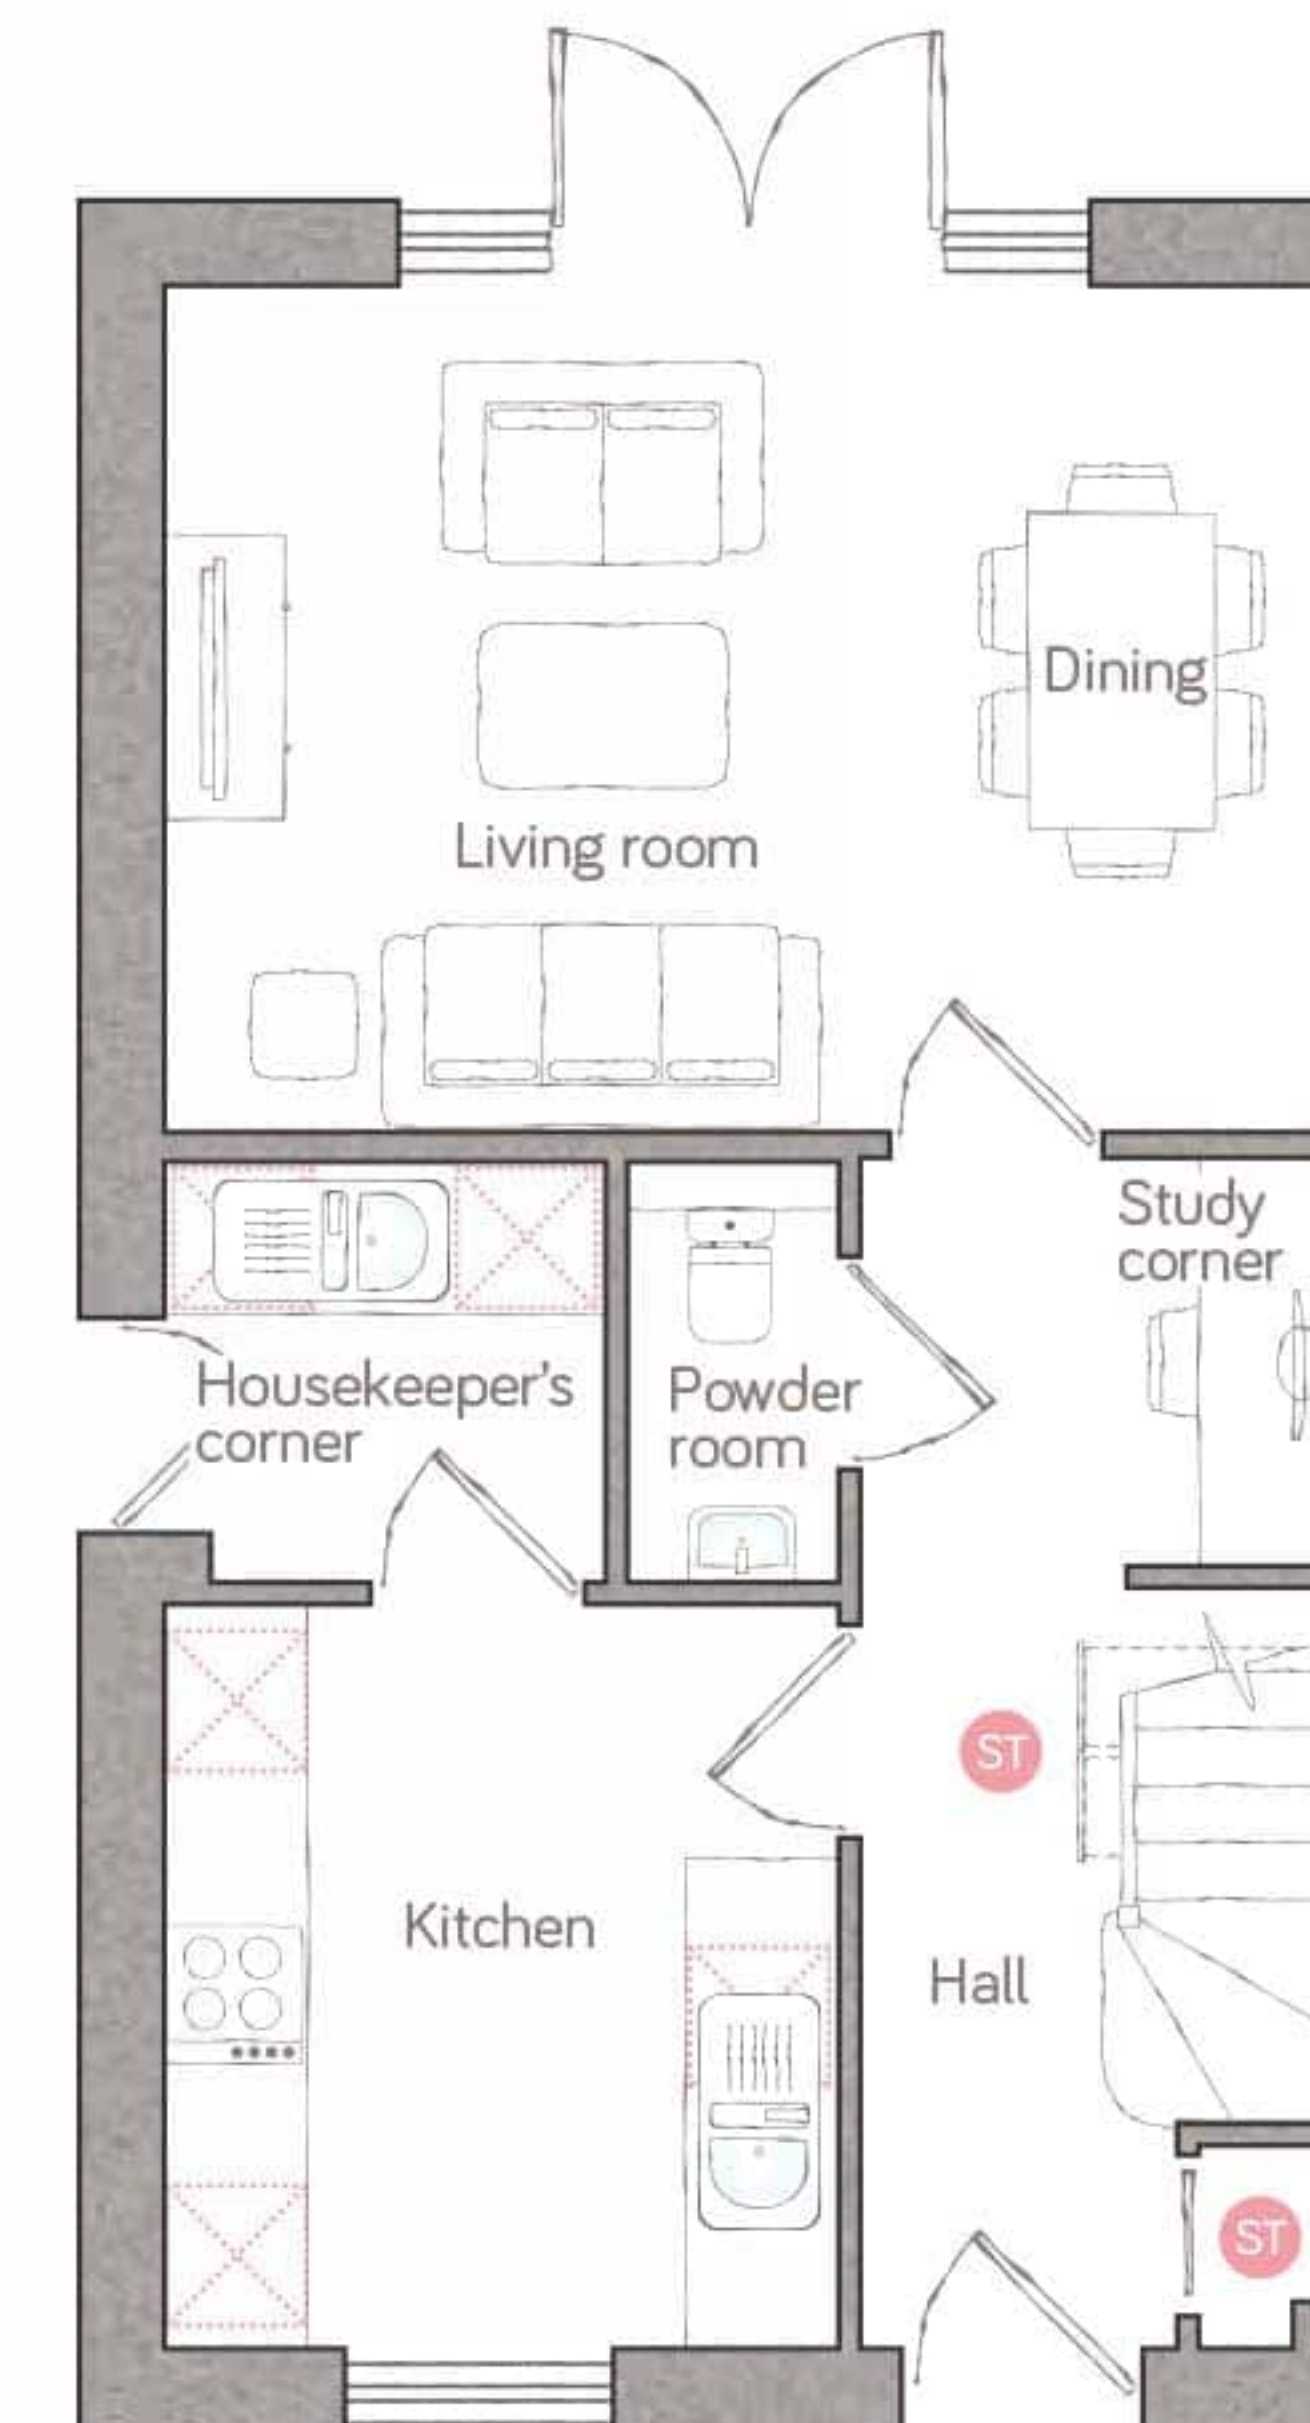 Dining
Living room
Study
corner
Housekeeper's
corner
Powder
room
ST
Kitchen
Hall
ST